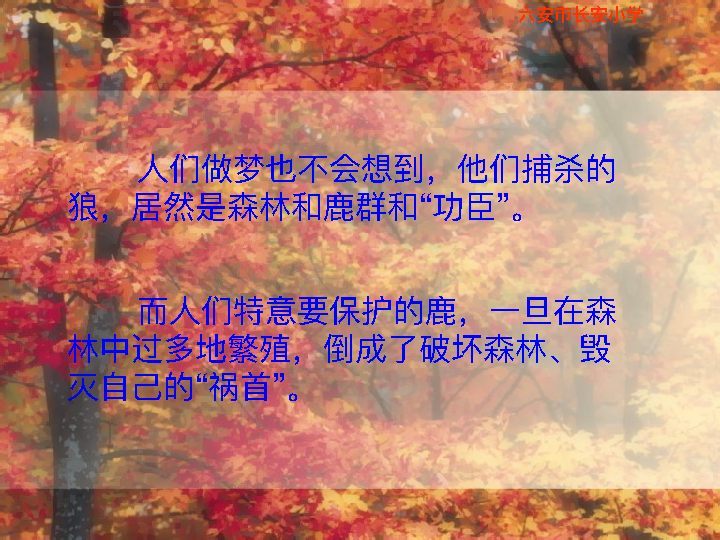 六安市长安小学
人们做梦也不会想到，他们捕杀的
狼，居然是森林和鹿群和“功臣”。
而人们特意要保护的鹿，一旦在森
林中过多地繁殖，倒成了破坏森林、毁
灭自己的“祸首”。